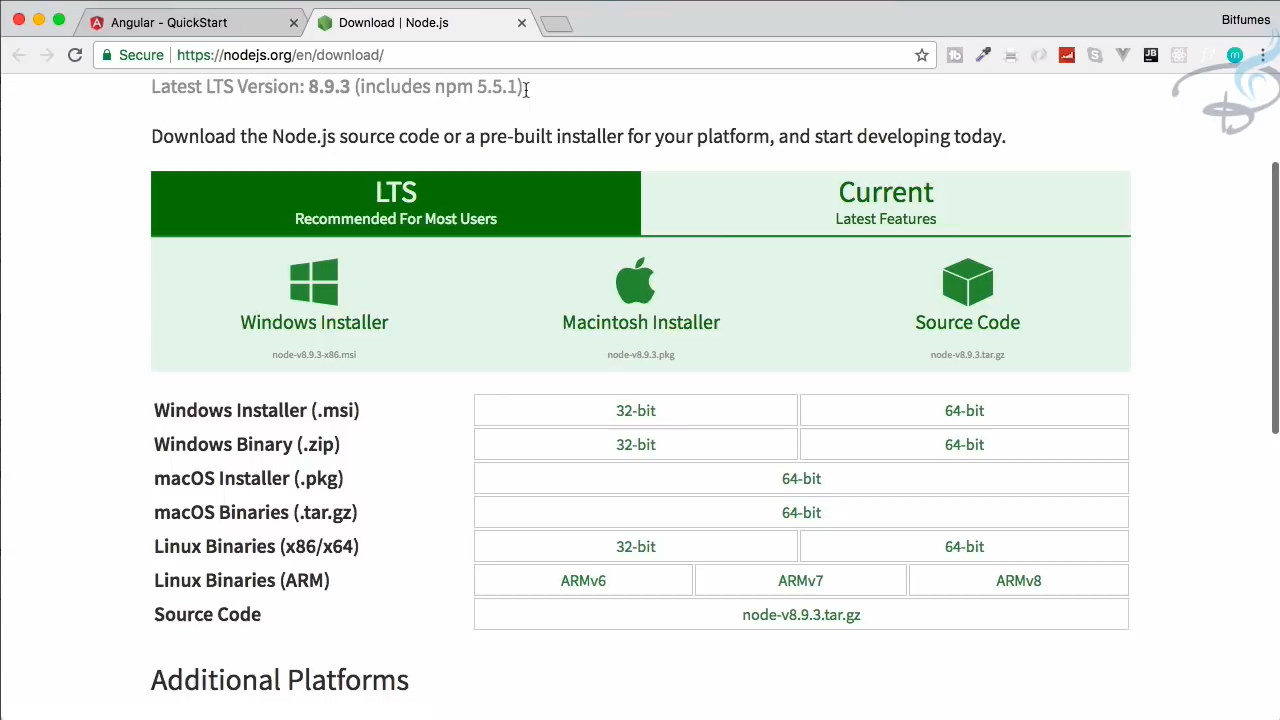 Angular - QuickStart
Download | Node.js
Bitfumes
Secure
https://nodejs.org/en/download/
Latest LTS Version: 8.9.3 (includes npm 5.5.1)
Download the Node.js source code or a pre-built installer for your platform, and start developing today.
LTS
Recommended For Most Users
Current
Latest Features
Windows Installer
node-v8.9.3-x86.msi
Macintosh Installer
node-v8.9.3.pkg
Source Code
node-v8.9.3.tar.gz
Windows Installer (.msi) 32-bit 64-bit
Windows Binary (.zip) 32-bit 64-bit
macOS Installer (.pkg) 64-bit
macOS Binaries (.tar.gz) 64-bit
Linux Binaries (x86/x64) 32-bit 64-bit
Linux Binaries (ARM) ARMv6 ARMv7 ARMv8
Source Code node-v8.9.3.tar.gz
Additional Platforms